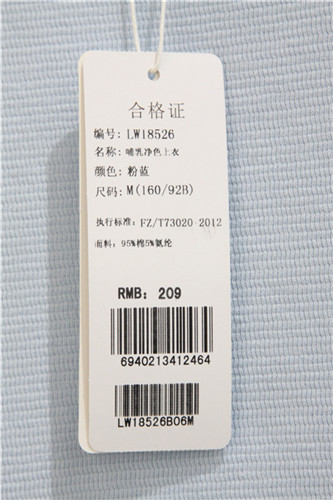 合格证
编号: LW18526
名称: 哺乳净色上衣
颜色: 粉蓝
尺码: M(160/92B)
执行标准: FZ/T73020-2012
面料: 95%棉5%氨纶
RMB: 209
6940213412464
LW18526B06M